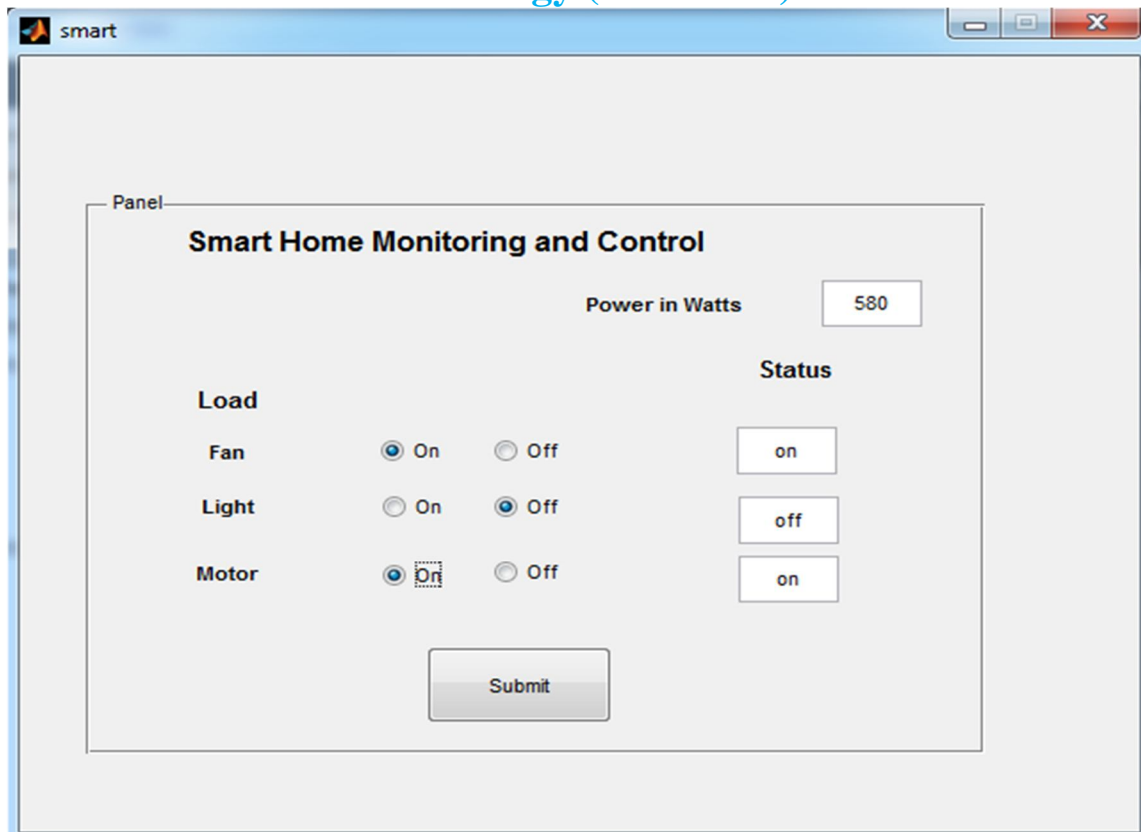 smart
Panel
Smart Home Monitoring and Control
Power in Watts 580
Status
Load
Fan On Off on
Light On Off off
Motor On Off on
Submit